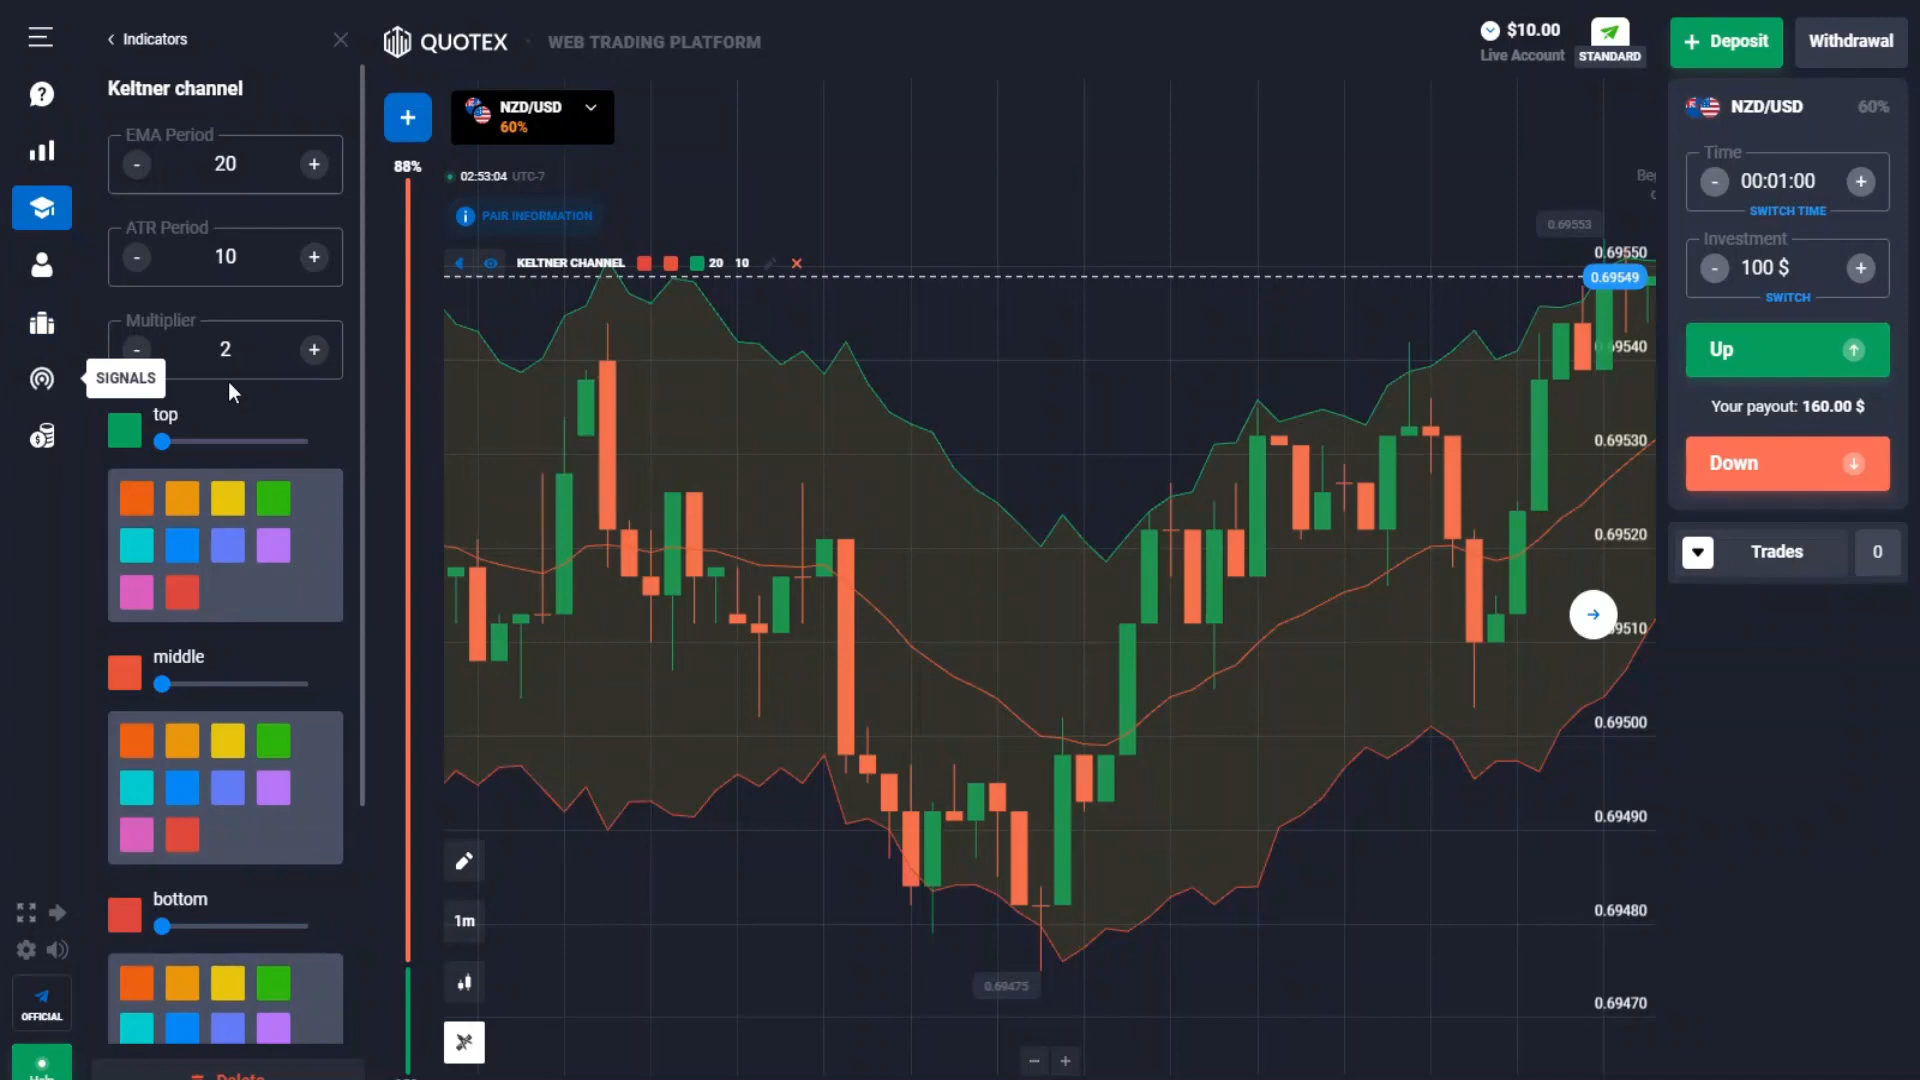 Indicators
QUOTEX
WEB TRADING PLATFORM
$10.00
Live Account
STANDARD
+ Deposit
Withdrawal
Keltner channel
EMA Period
- 20 +
ATR Period
- 10 +
Multiplier
- 2 +
SIGNALS
top
middle
bottom
OFFICIAL
Help
Delete
+
NZD/USD
60%
88%
02:53:04 UTC-7
i PAIR INFORMATION
KELTNER CHANNEL 20 10
0.69553
0.69550
0.69549
0.69540
0.69530
0.69520
0.69510
0.69500
0.69490
0.69480
0.69470
0.69475
1m
- +
NZD/USD 60%
Time
- 00:01:00 +
SWITCH TIME
Investment
- 100 $ +
SWITCH
Up
Your payout: 160.00 $
Down
Trades 0